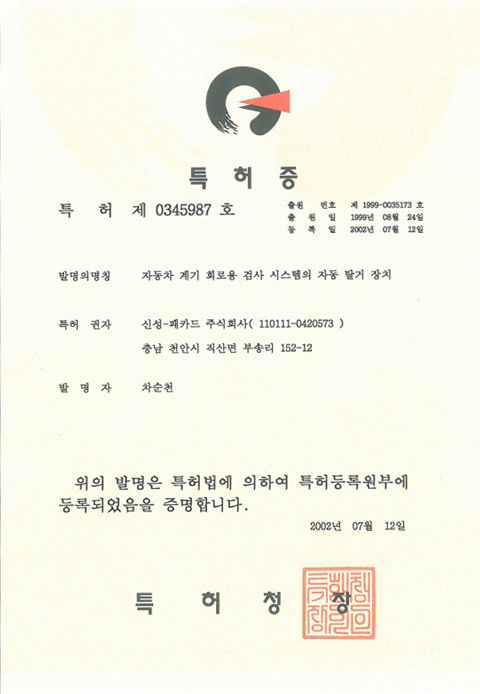 특 허 증
특 허 제 0345987 호
출원 번호 제 1999-0035173 호
출 원 일 1999년 08월 24일
등 록 일 2002년 07월 12일
발명의명칭 자동차 계기 회로용 검사 시스템의 자동 탈거 장치
특허 권자 신성-패카드 주식회사( 110111-0420573 )
충남 천안시 직산면 부송리 152-12
발 명 자 차순천
위의 발명은 특허법에 의하여 특허등록원부에
등록되었음을 증명합니다.
2002년 07월 12일
특 허 청 장